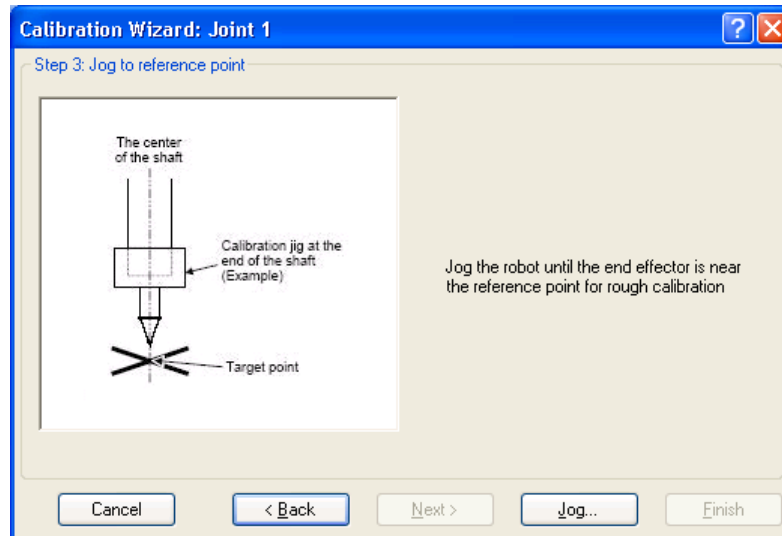 Calibration Wizard: Joint 1
Step 3: Jog to reference point
The center
of the shaft
Calibration jig at the
end of the shaft
(Example)
Target point
Jog the robot until the end effector is near
the reference point for rough calibration
Cancel
< Back
Next >
Jog...
Finish